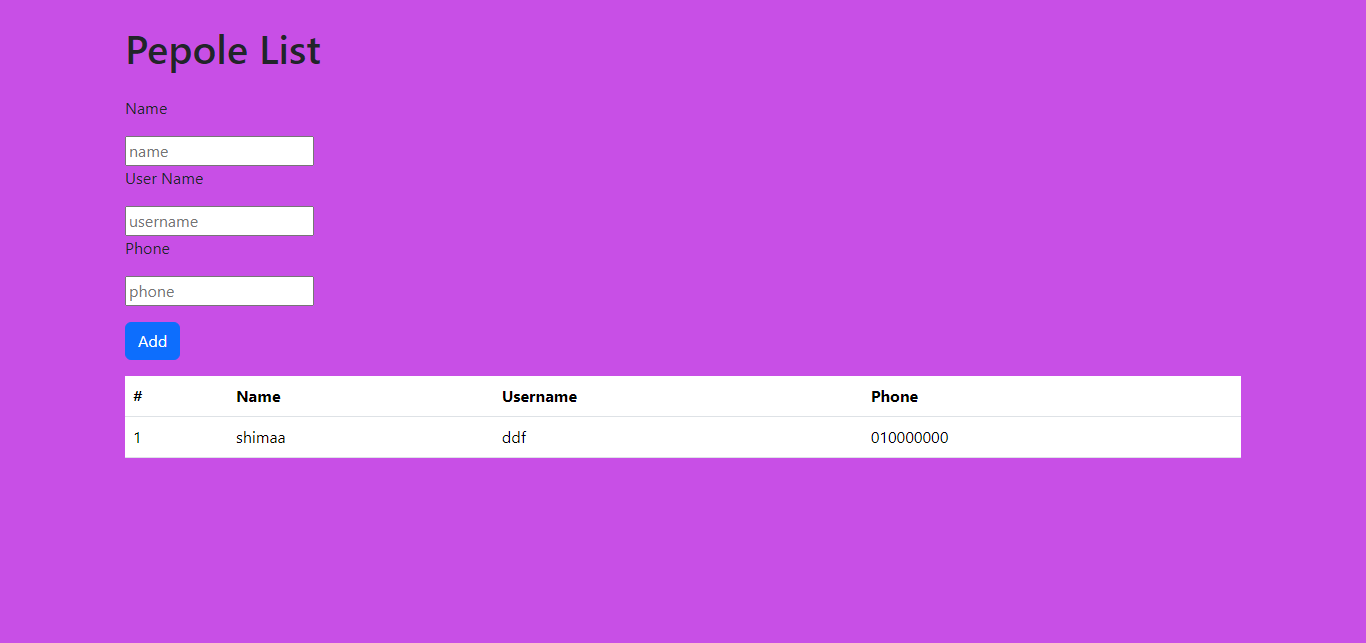 Pepole List
Name
name
User Name
username
Phone
phone
Add
# Name Username Phone
1 shimaa ddf 010000000